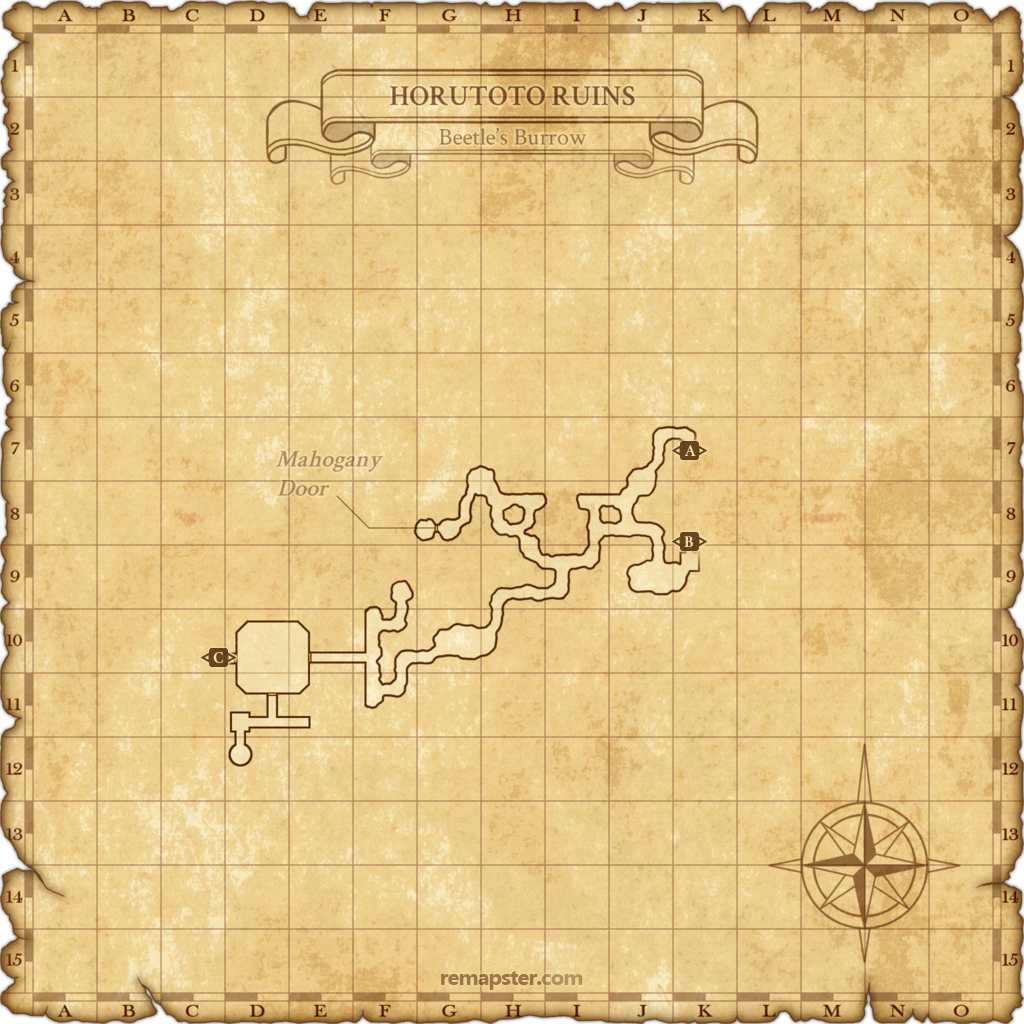 A B C D E F G H I J K L M N O
1 1
HORUTOTO RUINS
2 2
Beetle's Burrow
3 3
4 4
5 5
6 6
7 7
A
Mahogany
Door
8 8
B
9 9
10 10
C
11 11
12 12
13 13
14 14
15 15
remapster.com
A B C D E F G H I J K L M N O